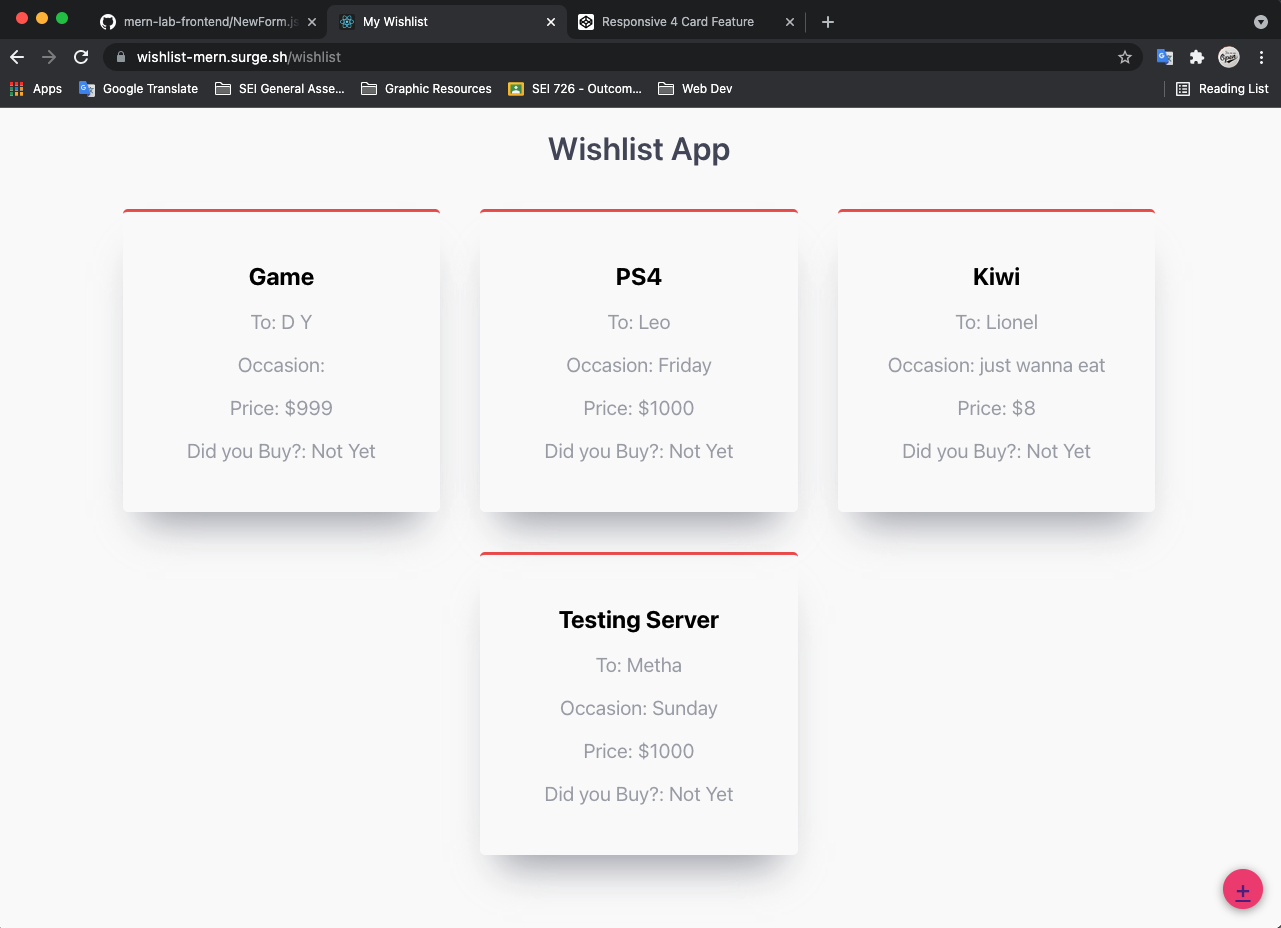 mern-lab-frontend/NewForm.js
My Wishlist
Responsive 4 Card Feature
wishlist-mern.surge.sh/wishlist
Apps
Google Translate
SEI General Asse...
Graphic Resources
SEI 726 - Outcom...
Web Dev
Reading List
Wishlist App
Game
To: D Y
Occasion:
Price: $999
Did you Buy?: Not Yet
PS4
To: Leo
Occasion: Friday
Price: $1000
Did you Buy?: Not Yet
Kiwi
To: Lionel
Occasion: just wanna eat
Price: $8
Did you Buy?: Not Yet
Testing Server
To: Metha
Occasion: Sunday
Price: $1000
Did you Buy?: Not Yet
+